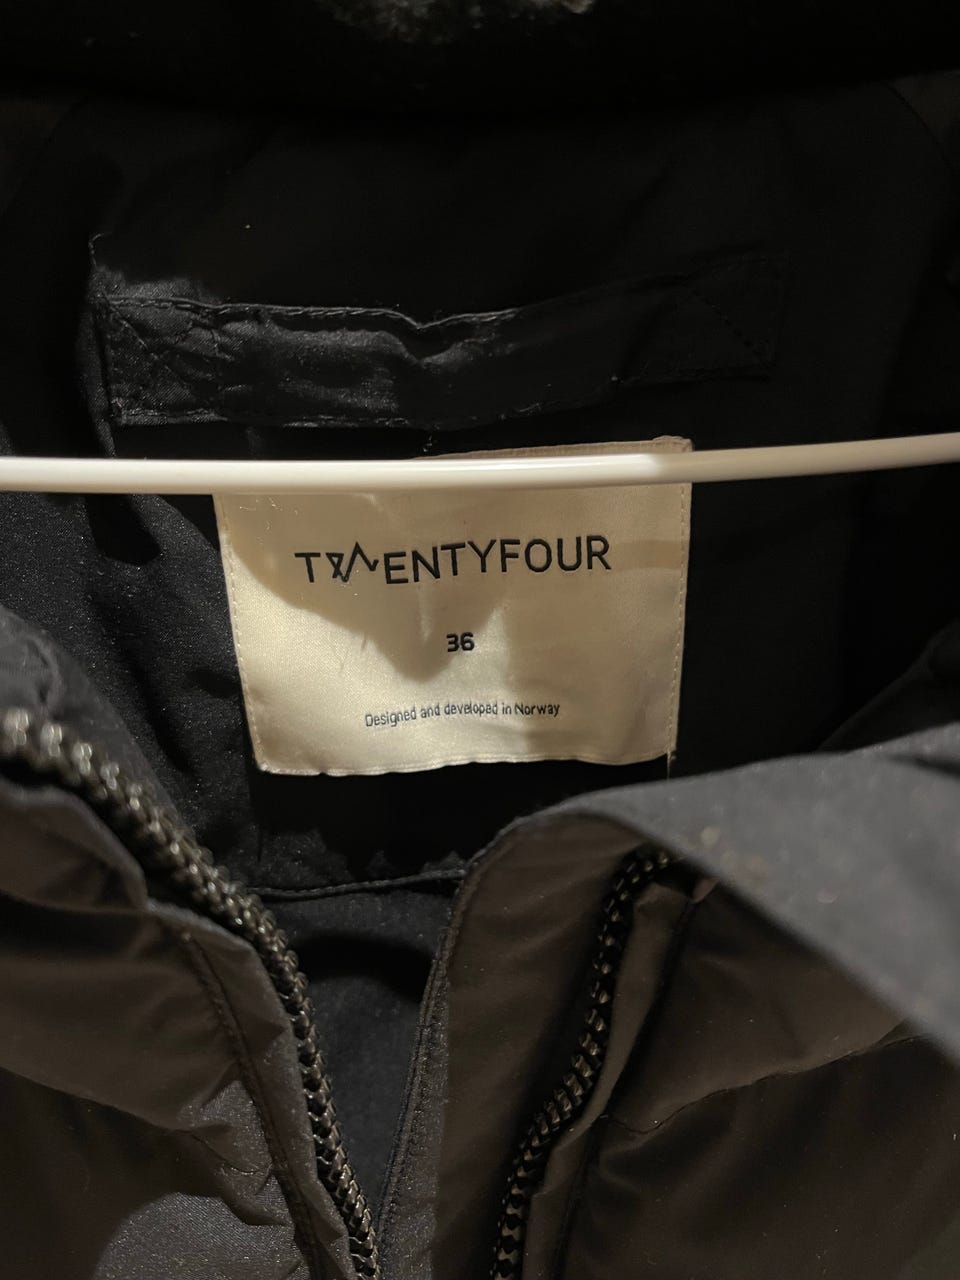 TWENTYFOUR
36
Designed and developed in Norway